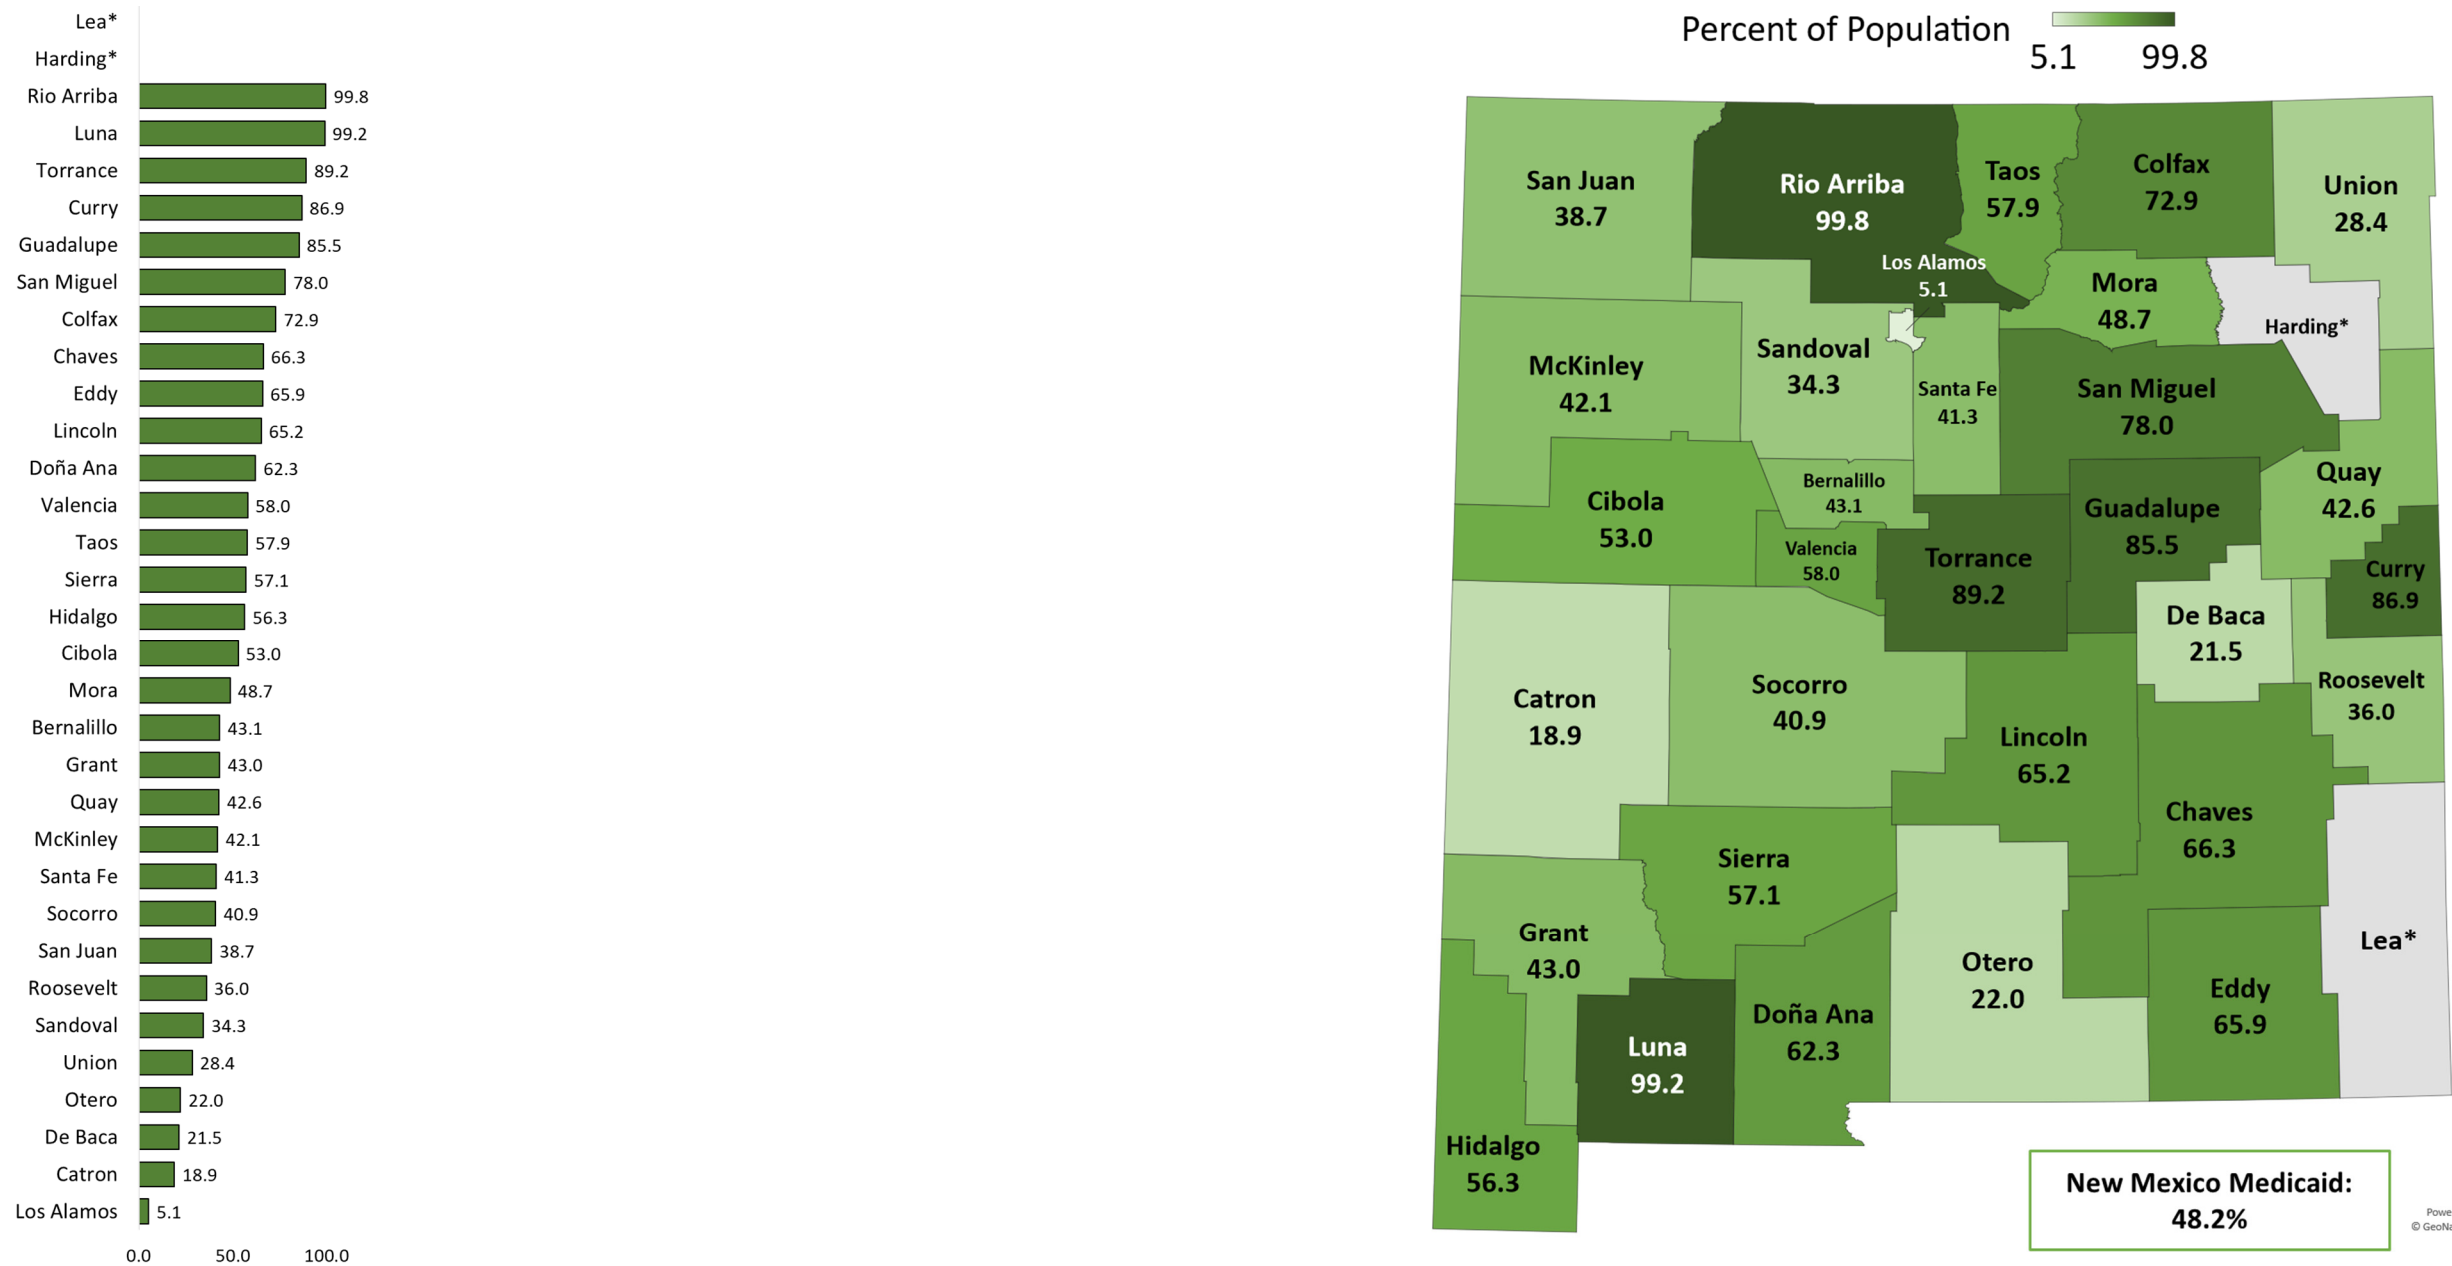 Lea*
Harding*
Rio Arriba 99.8
Luna 99.2
Torrance 89.2
Curry 86.9
Guadalupe 85.5
San Miguel 78.0
Colfax 72.9
Chaves 66.3
Eddy 65.9
Lincoln 65.2
Doña Ana 62.3
Valencia 58.0
Taos 57.9
Sierra 57.1
Hidalgo 56.3
Cibola 53.0
Mora 48.7
Bernalillo 43.1
Grant 43.0
Quay 42.6
McKinley 42.1
Santa Fe 41.3
Socorro 40.9
San Juan 38.7
Roosevelt 36.0
Sandoval 34.3
Union 28.4
Otero 22.0
De Baca 21.5
Catron 18.9
Los Alamos 5.1
0.0 50.0 100.0
Percent of Population
5.1 99.8
San Juan
38.7
Rio Arriba
99.8
Taos
57.9
Colfax
72.9
Union
28.4
Los Alamos
5.1
Mora
48.7
Harding*
McKinley
42.1
Sandoval
34.3
Santa Fe
41.3
San Miguel
78.0
Quay
42.6
Cibola
53.0
Bernalillo
43.1
Valencia
58.0
Torrance
89.2
Guadalupe
85.5
Curry
86.9
De Baca
21.5
Roosevelt
36.0
Catron
18.9
Socorro
40.9
Lincoln
65.2
Chaves
66.3
Sierra
57.1
Grant
43.0
Otero
22.0
Lea*
Eddy
65.9
Doña Ana
62.3
Luna
99.2
Hidalgo
56.3
New Mexico Medicaid:
48.2%
Powe
© GeoNa